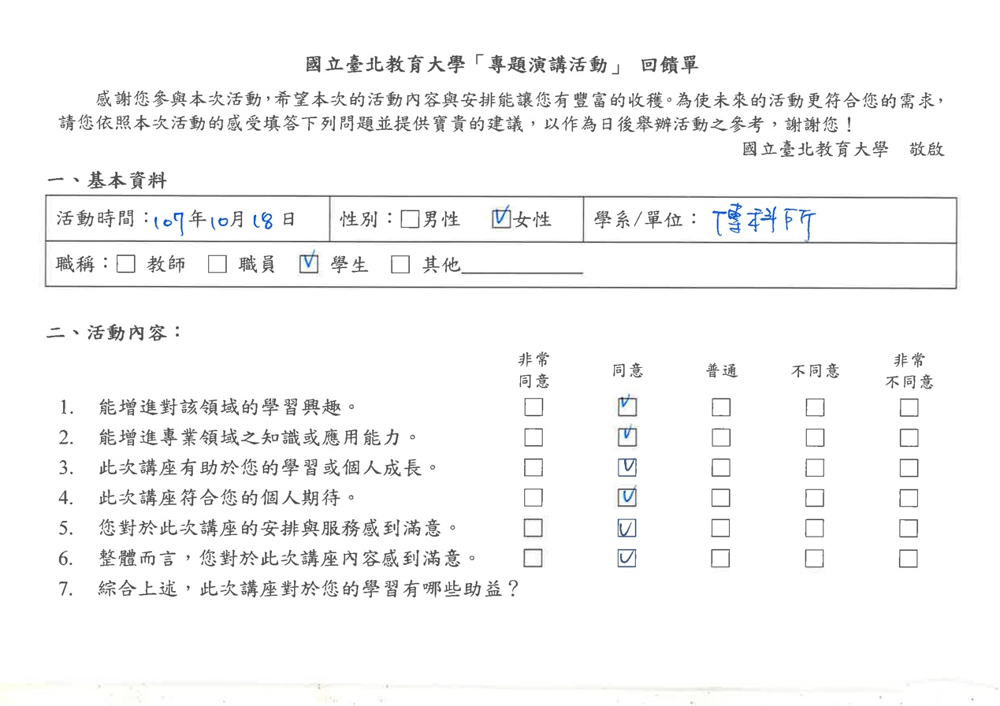 國立臺北教育大學「專題演講活動」 回饋單
感謝您參與本次活動,希望本次的活動內容與安排能讓您有豐富的收穫。為使未來的活動更符合您的需求,
請您依照本次活動的感受填答下列問題並提供寶貴的建議,以作為日後舉辦活動之參考,謝謝您!
國立臺北教育大學 敬啟
一、基本資料
活動時間:107年10月18日 性別:□男性 ☑女性 學系/單位: 傳科所
職稱:□ 教師 □ 職員 ☑ 學生 □ 其他________
二、活動內容:
非常同意 同意 普通 不同意 非常不同意
1. 能增進對該領域的學習興趣。 □ ☑ □ □ □
2. 能增進專業領域之知識或應用能力。 □ ☑ □ □ □
3. 此次講座有助於您的學習或個人成長。 □ ☑ □ □ □
4. 此次講座符合您的個人期待。 □ ☑ □ □ □
5. 您對於此次講座的安排與服務感到滿意。 □ ☑ □ □ □
6. 整體而言,您對於此次講座內容感到滿意。 □ ☑ □ □ □
7. 綜合上述,此次講座對於您的學習有哪些助益?